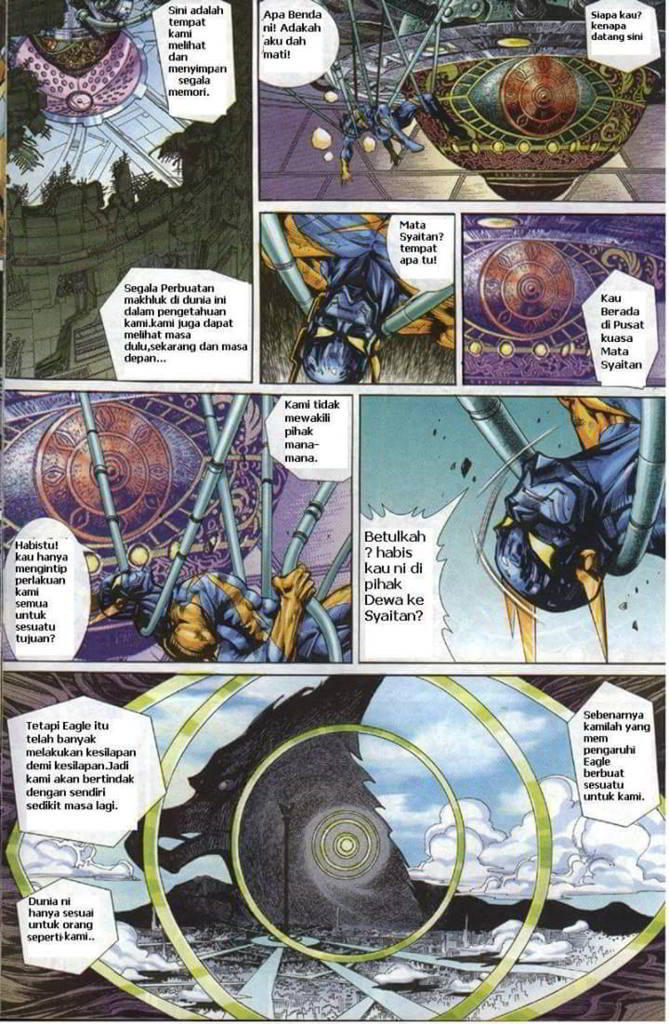 Siapa kau?
kenapa
datang sini
Apa Benda
ni! Adakah
aku dah
mati!
Kau
Berada
di Pusat
kuasa
Mata
Syaitan
Mata
Syaitan?
tempat
apa tu!
Sini adalah
tempat
kami
melihat
dan
menyimpan
segala
memori.
Segala Perbuatan
makhluk di dunia ini
dalam pengetahuan
kami.kami juga dapat
melihat masa
dulu,sekarang dan masa
depan...
Betulkah
? habis
kau ni di
pihak
Dewa ke
Syaitan?
Kami tidak
mewakili
pihak
mana-
mana.
Habistu!
kau hanya
mengintip
perlakuan
kami
semua
untuk
sesuatu
tujuan?
Sebenarnya
kamilah yang
mem
pengaruhi
Eagle
berbuat
sesuatu
untuk kami.
Tetapi Eagle itu
telah banyak
melakukan kesilapan
demi kesilapan.Jadi
kami akan bertindak
dengan sendiri
sedikit masa lagi.
Dunia ni
hanya sesuai
untuk orang
seperti kami..